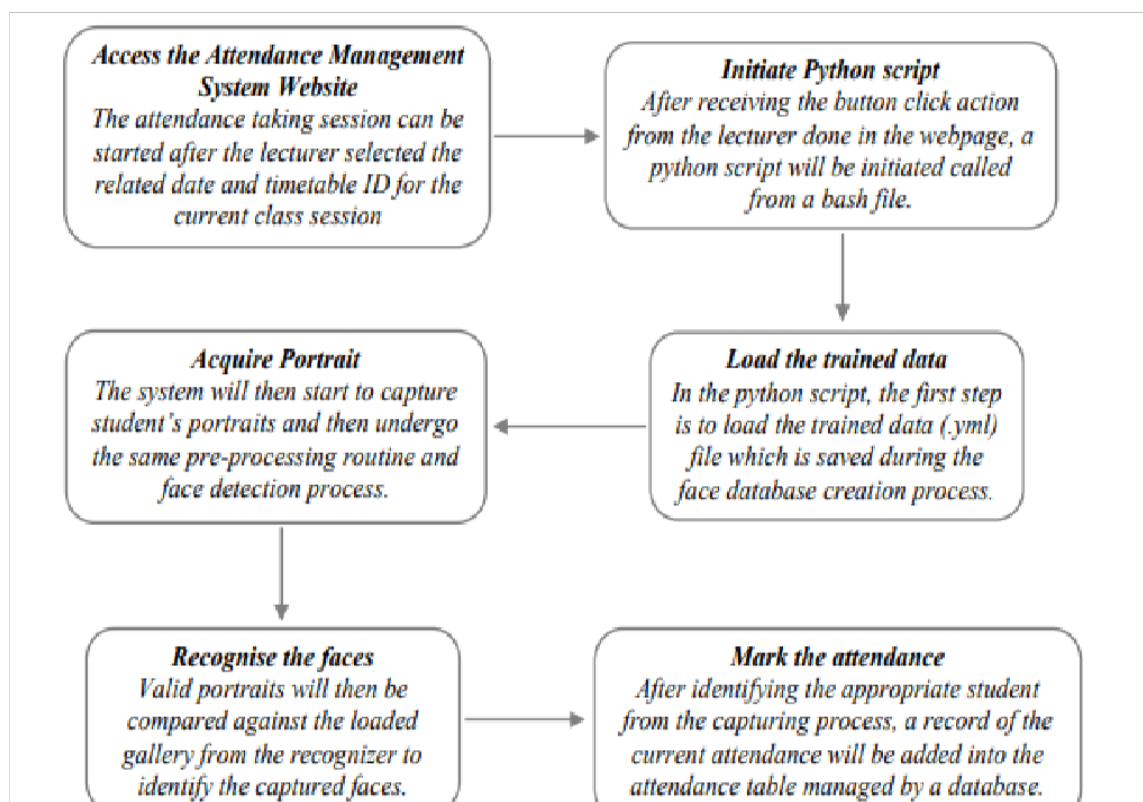 Access the Attendance Management
System Website
The attendance taking session can be
started after the lecturer selected the
related date and timetable ID for the
current class session
Initiate Python script
After receiving the button click action
from the lecturer done in the webpage, a
python script will be initiated called
from a bash file.
Load the trained data
In the python script, the first step
is to load the trained data (.yml)
file which is saved during the
face database creation process.
Acquire Portrait
The system will then start to capture
student's portraits and then undergo
the same pre-processing routine and
face detection process.
Recognise the faces
Valid portraits will then be
compared against the loaded
gallery from the recognizer to
identify the captured faces.
Mark the attendance
After identifying the appropriate student
from the capturing process, a record of the
current attendance will be added into the
attendance table managed by a database.